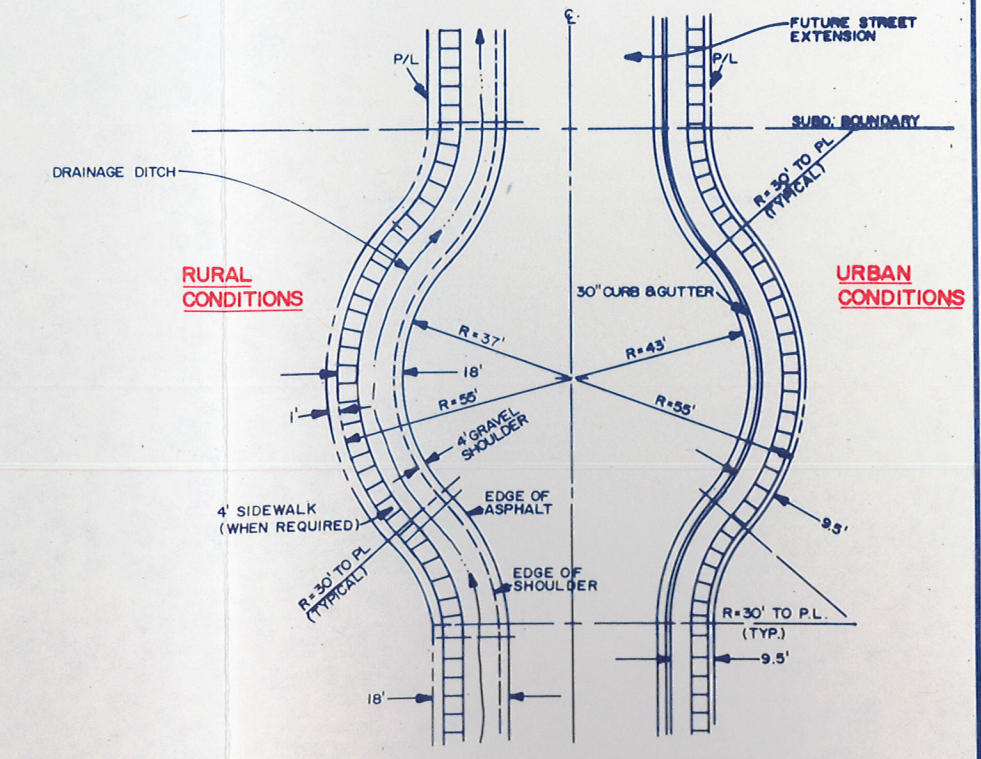 ℄
FUTURE STREET
EXTENSION
P/L
P/L
SUBD. BOUNDARY
DRAINAGE DITCH
R=30' TO PL
(TYPICAL)
RURAL
CONDITIONS
URBAN
CONDITIONS
30" CURB & GUTTER
R=37'
R=43'
18'
R=55'
R=55'
1'
4' GRAVEL
SHOULDER
4' SIDEWALK
(WHEN REQUIRED)
EDGE OF
ASPHALT
9.5'
R=30' TO PL
(TYPICAL)
EDGE OF
SHOULDER
R=30' TO P.L.
(TYP.)
9.5'
18'